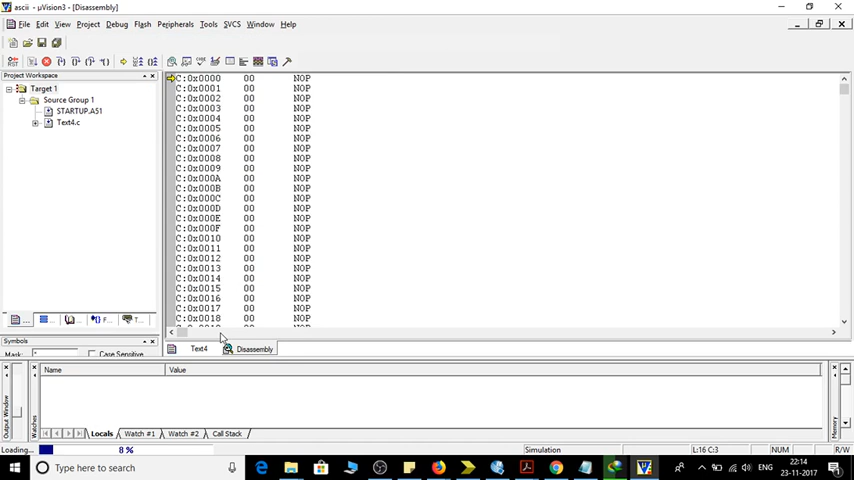 ascii - µVision3 - [Disassembly]
File Edit View Project Debug Flash Peripherals Tools SVCS Window Help
Project Workspace
Target 1
Source Group 1
STARTUP.A51
Text4.c
C:0x0000 00 NOP
C:0x0001 00 NOP
C:0x0002 00 NOP
C:0x0003 00 NOP
C:0x0004 00 NOP
C:0x0005 00 NOP
C:0x0006 00 NOP
C:0x0007 00 NOP
C:0x0008 00 NOP
C:0x0009 00 NOP
C:0x000A 00 NOP
C:0x000B 00 NOP
C:0x000C 00 NOP
C:0x000D 00 NOP
C:0x000E 00 NOP
C:0x000F 00 NOP
C:0x0010 00 NOP
C:0x0011 00 NOP
C:0x0012 00 NOP
C:0x0013 00 NOP
C:0x0014 00 NOP
C:0x0015 00 NOP
C:0x0016 00 NOP
C:0x0017 00 NOP
C:0x0018 00 NOP
F... T...
Symbols
Mask: * Case Sensitive
Text4 Disassembly
Name Value
Output Window
Watches
Memory
Locals Watch #1 Watch #2 Call Stack
Loading... 8 % Simulation L:16 C:3 NUM R/W
Type here to search
ENG
22:14
23-11-2017